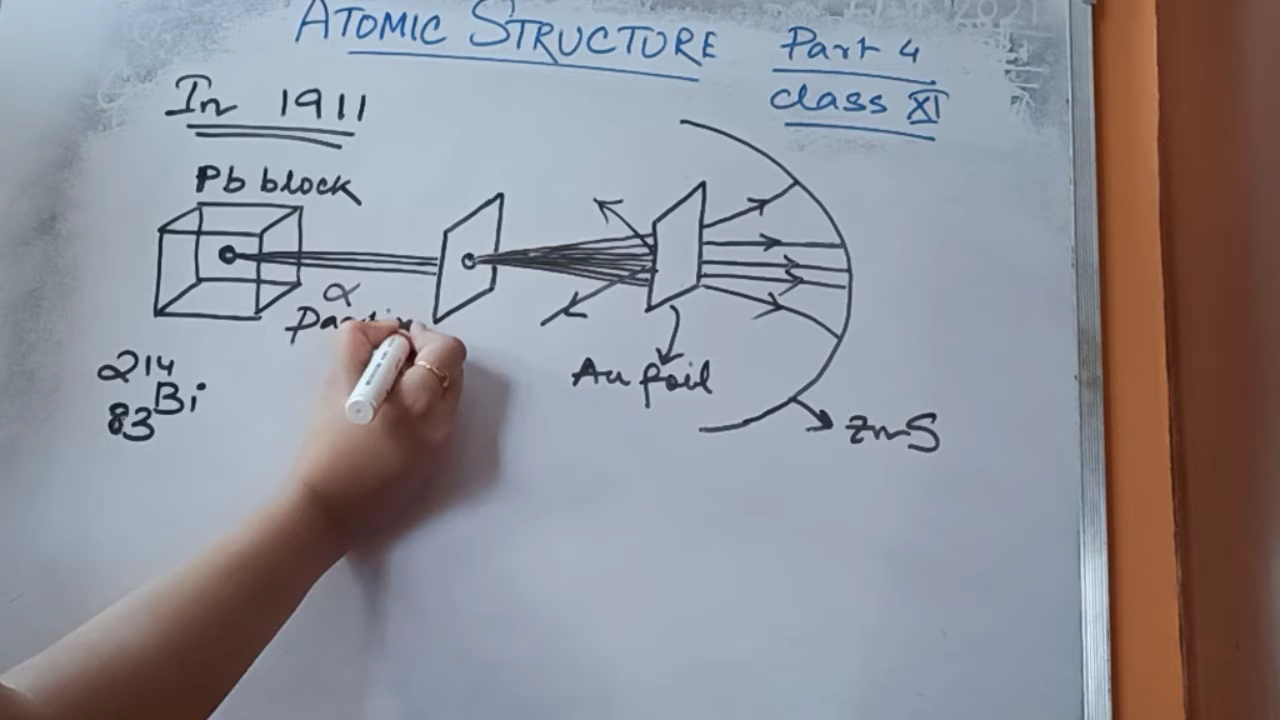 ATOMIC STRUCTURE Part 4
class XI
In 1911
Pb block
α
Au foil
ZnS
214
83Bi